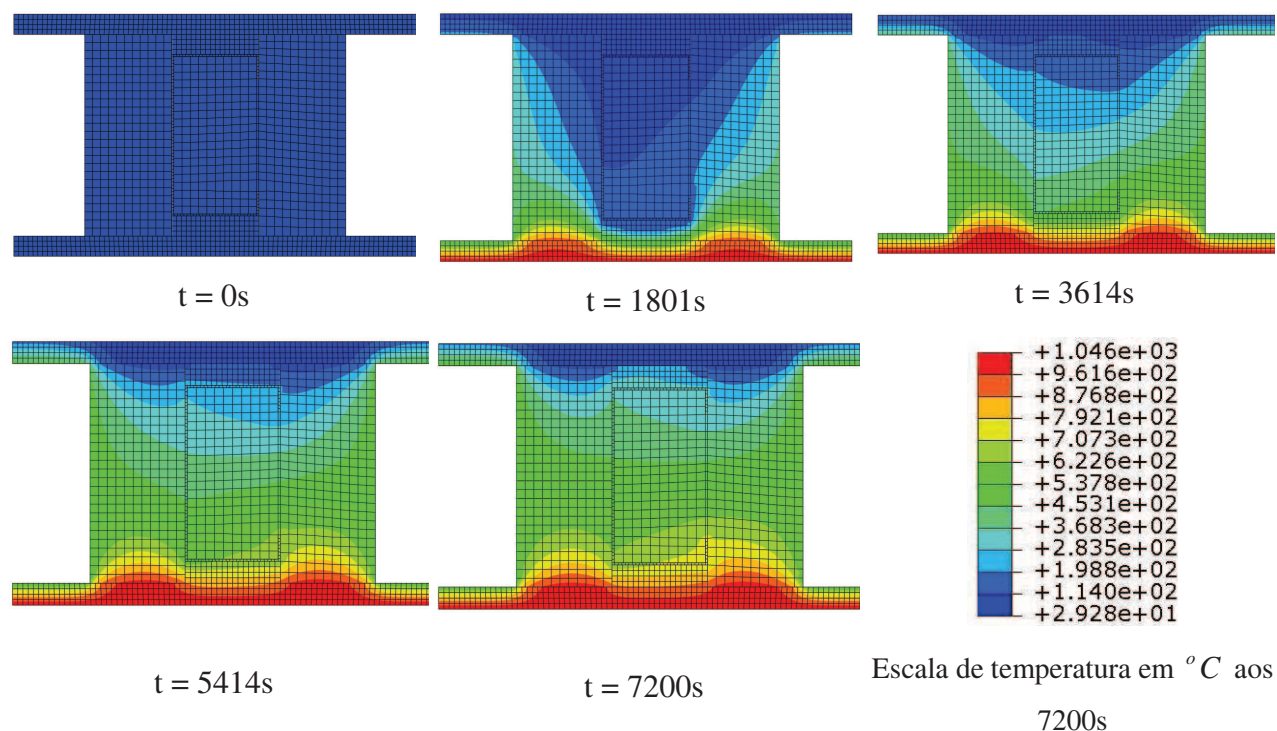 t = 0s
t = 1801s
t = 3614s
t = 5414s
t = 7200s
+1.046e+03
+9.616e+02
+8.768e+02
+7.921e+02
+7.073e+02
+6.226e+02
+5.378e+02
+4.531e+02
+3.683e+02
+2.835e+02
+1.988e+02
+1.140e+02
+2.928e+01
Escala de temperatura em °C aos
7200s